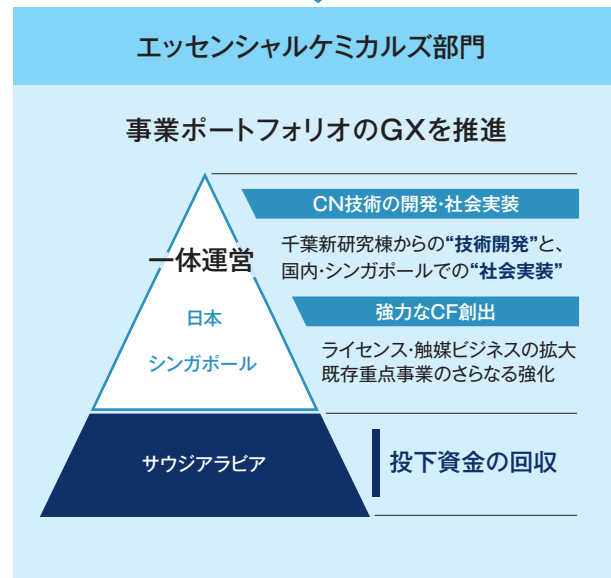 エッセンシャルケミカルズ部門
事業ポートフォリオのGXを推進
CN技術の開発・社会実装
千葉新研究棟からの“技術開発”と、
国内・シンガポールでの“社会実装”
一体運営
日本
シンガポール
強力なCF創出
ライセンス・触媒ビジネスの拡大
既存重点事業のさらなる強化
サウジアラビア
投下資金の回収